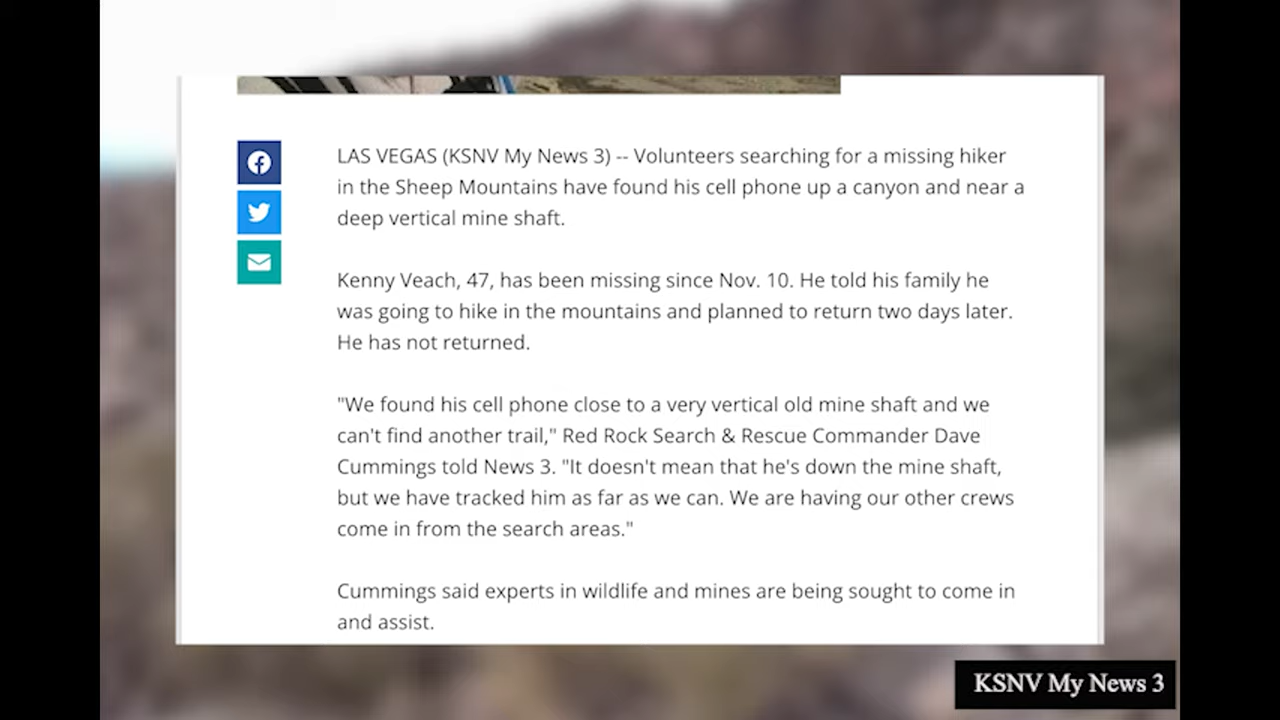 LAS VEGAS (KSNV My News 3) -- Volunteers searching for a missing hiker
in the Sheep Mountains have found his cell phone up a canyon and near a
deep vertical mine shaft.
Kenny Veach, 47, has been missing since Nov. 10. He told his family he
was going to hike in the mountains and planned to return two days later.
He has not returned.
"We found his cell phone close to a very vertical old mine shaft and we
can't find another trail," Red Rock Search & Rescue Commander Dave
Cummings told News 3. "It doesn't mean that he's down the mine shaft,
but we have tracked him as far as we can. We are having our other crews
come in from the search areas."
Cummings said experts in wildlife and mines are being sought to come in
and assist.
KSNV My News 3